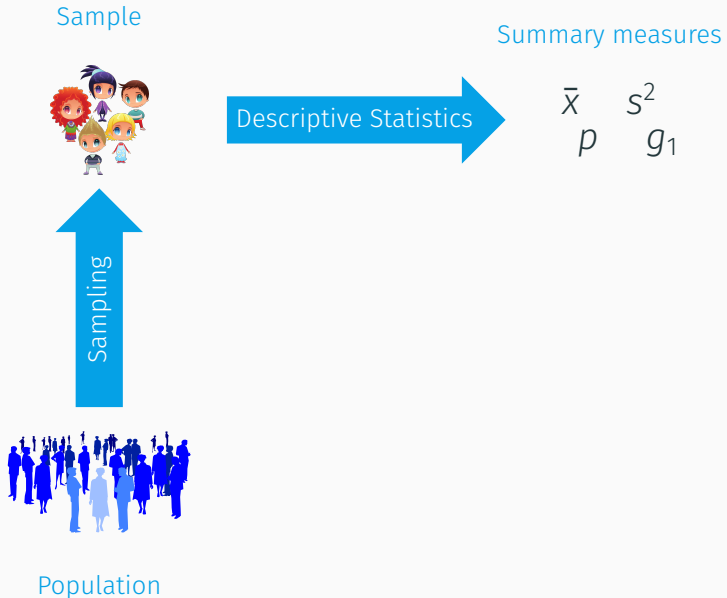 Sample
Summary measures
Descriptive Statistics
x̄ s²
p g₁
Sampling
Population